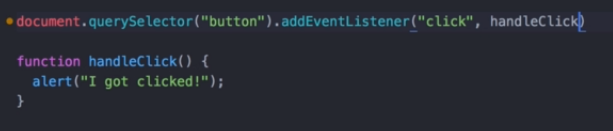 document.querySelector("button").addEventListener("click", handleClick)
function handleClick() {
  alert("I got clicked!");
}